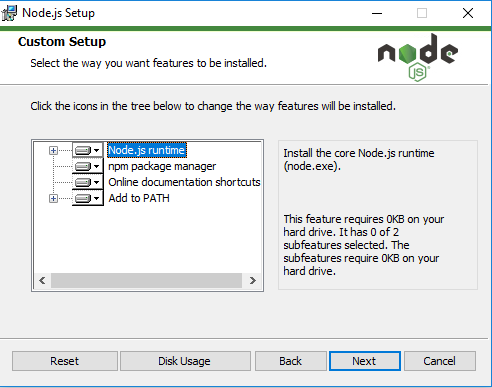 Node.js Setup
Custom Setup
Select the way you want features to be installed.
node
JS
Click the icons in the tree below to change the way features will be installed.
Node.js runtime
npm package manager
Online documentation shortcuts
Add to PATH
Install the core Node.js runtime
(node.exe).
This feature requires 0KB on your
hard drive. It has 0 of 2
subfeatures selected. The
subfeatures require 0KB on your
hard drive.
Reset
Disk Usage
Back
Next
Cancel